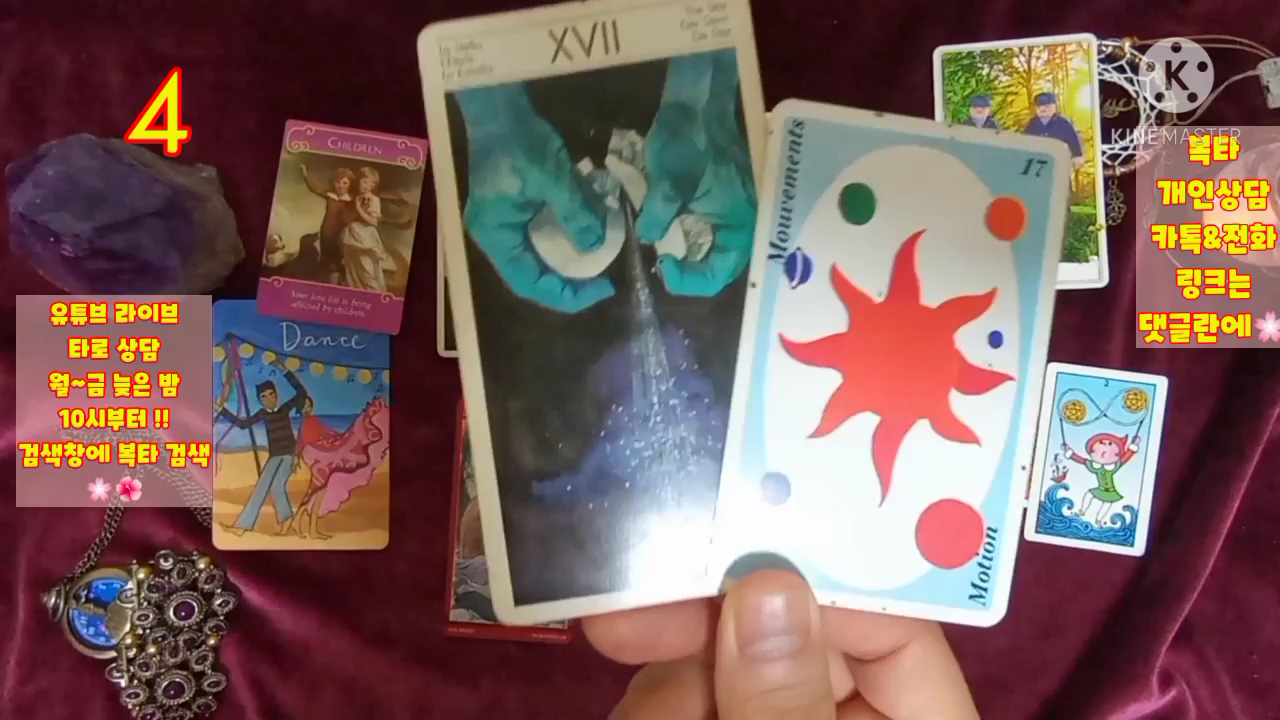 4
유튜브 라이브
타로 상담
월~금 늦은 밤
10시부터 !!
검색창에 복타 검색
CHILDREN
Your love life is being
affected by children.
Dance
XVII
Mouvements
17
Motion
2
K
KINEMASTER
복타
개인상담
카톡&전화
링크는
댓글란에